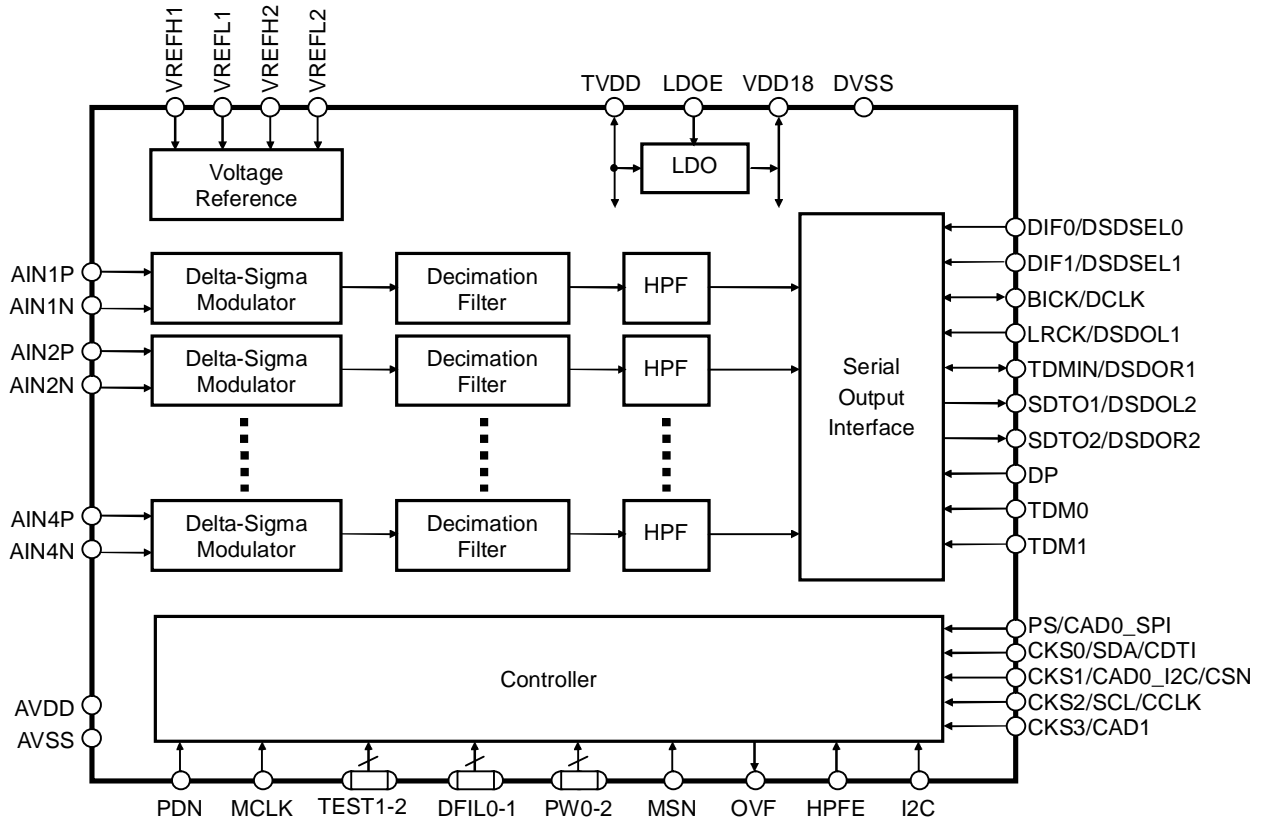 VREFH1
VREFL1
VREFH2
VREFL2
TVDD
LDOE
VDD18
DVSS
Voltage
Reference
LDO
AIN1P
AIN1N
Delta-Sigma
Modulator
Decimation
Filter
HPF
AIN2P
AIN2N
Delta-Sigma
Modulator
Decimation
Filter
HPF
AIN4P
AIN4N
Delta-Sigma
Modulator
Decimation
Filter
HPF
Serial
Output
Interface
DIF0/DSDSEL0
DIF1/DSDSEL1
BICK/DCLK
LRCK/DSDOL1
TDMIN/DSDOR1
SDTO1/DSDOL2
SDTO2/DSDOR2
DP
TDM0
TDM1
Controller
PS/CAD0_SPI
CKS0/SDA/CDTI
CKS1/CAD0_I2C/CSN
CKS2/SCL/CCLK
CKS3/CAD1
AVDD
AVSS
PDN
MCLK
TEST1-2
DFIL0-1
PW0-2
MSN
OVF
HPFE
I2C